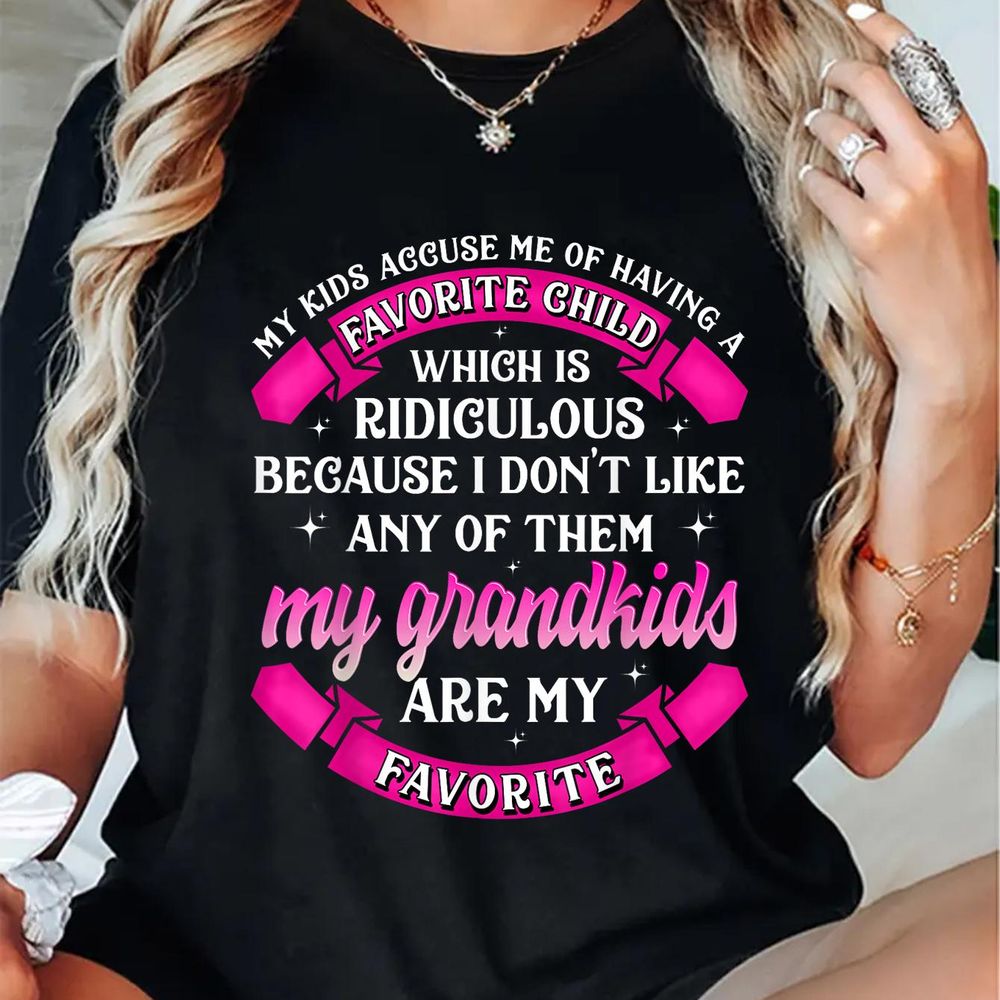 MY KIDS ACCUSE ME OF HAVING A
FAVORITE CHILD
WHICH IS
RIDICULOUS
BECAUSE I DON'T LIKE
ANY OF THEM
my grandkids
ARE MY
FAVORITE